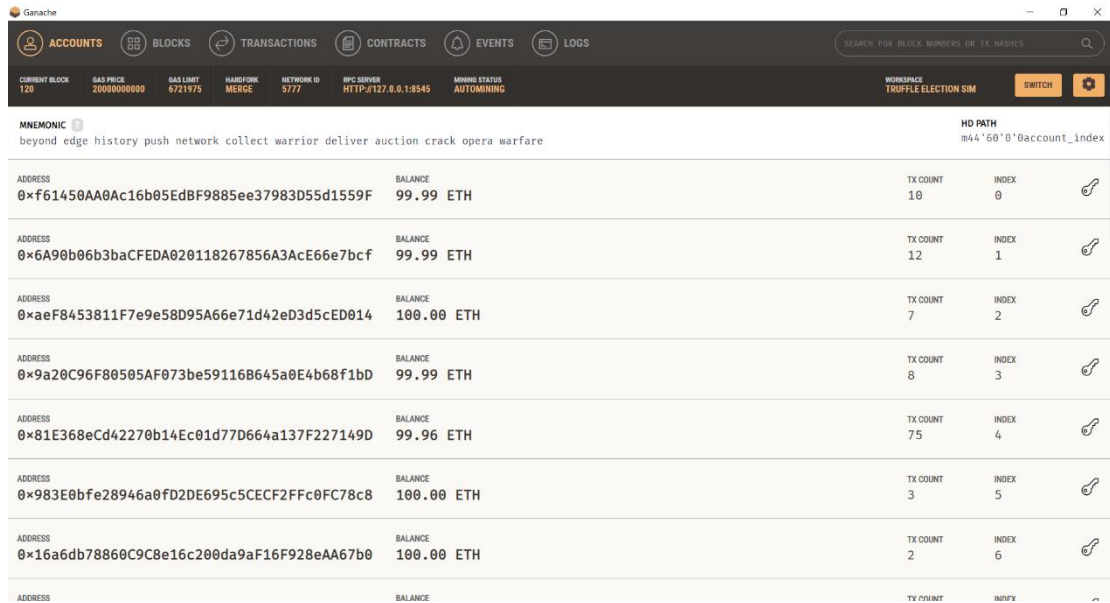 Ganache
ACCOUNTS BLOCKS TRANSACTIONS CONTRACTS EVENTS LOGS SEARCH FOR BLOCK NUMBERS OR TX HASHES
CURRENT BLOCK GAS PRICE GAS LIMIT HARDFORK NETWORK ID RPC SERVER MINING STATUS WORKSPACE SWITCH
120 20000000000 6721975 MERGE 5777 HTTP://127.0.0.1:8545 AUTOMINING TRUFFLE ELECTION SIM
MNEMONIC ? HD PATH
beyond edge history push network collect warrior deliver auction crack opera warfare m44'60'0'0account_index
ADDRESS BALANCE TX COUNT INDEX
0×f61450AA0Ac16b05EdBF9885ee37983D55d1559F 99.99 ETH 10 0
ADDRESS BALANCE TX COUNT INDEX
0×6A90b06b3baCFEDA020118267856A3AcE66e7bcf 99.99 ETH 12 1
ADDRESS BALANCE TX COUNT INDEX
0×aeF8453811F7e9e58D95A66e71d42eD3d5cED014 100.00 ETH 7 2
ADDRESS BALANCE TX COUNT INDEX
0×9a20C96F80505AF073be59116B645a0E4b68f1bD 99.99 ETH 8 3
ADDRESS BALANCE TX COUNT INDEX
0×81E368eCd42270b14Ec01d77D664a137F227149D 99.96 ETH 75 4
ADDRESS BALANCE TX COUNT INDEX
0×983E0bfe28946a0fD2DE695c5CECF2FFc0FC78c8 100.00 ETH 3 5
ADDRESS BALANCE TX COUNT INDEX
0×16a6db78860C9C8e16c200da9aF16F928eAA67b0 100.00 ETH 2 6
ADDRESS BALANCE TX COUNT INDEX